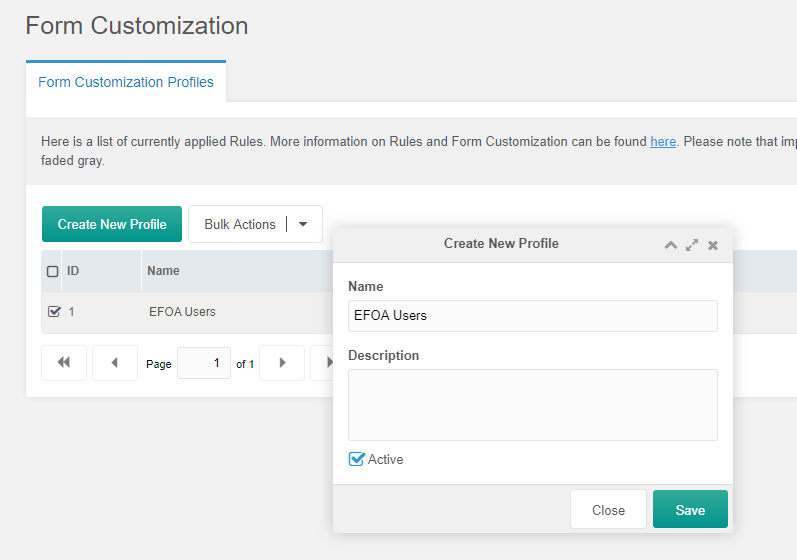 Form Customization
Form Customization Profiles
Here is a list of currently applied Rules. More information on Rules and Form Customization can be found here. Please note that imp
faded gray.
Create New Profile
Bulk Actions
ID
Name
1
EFOA Users
Page
1
of 1
Create New Profile
Name
EFOA Users
Description
Active
Close
Save